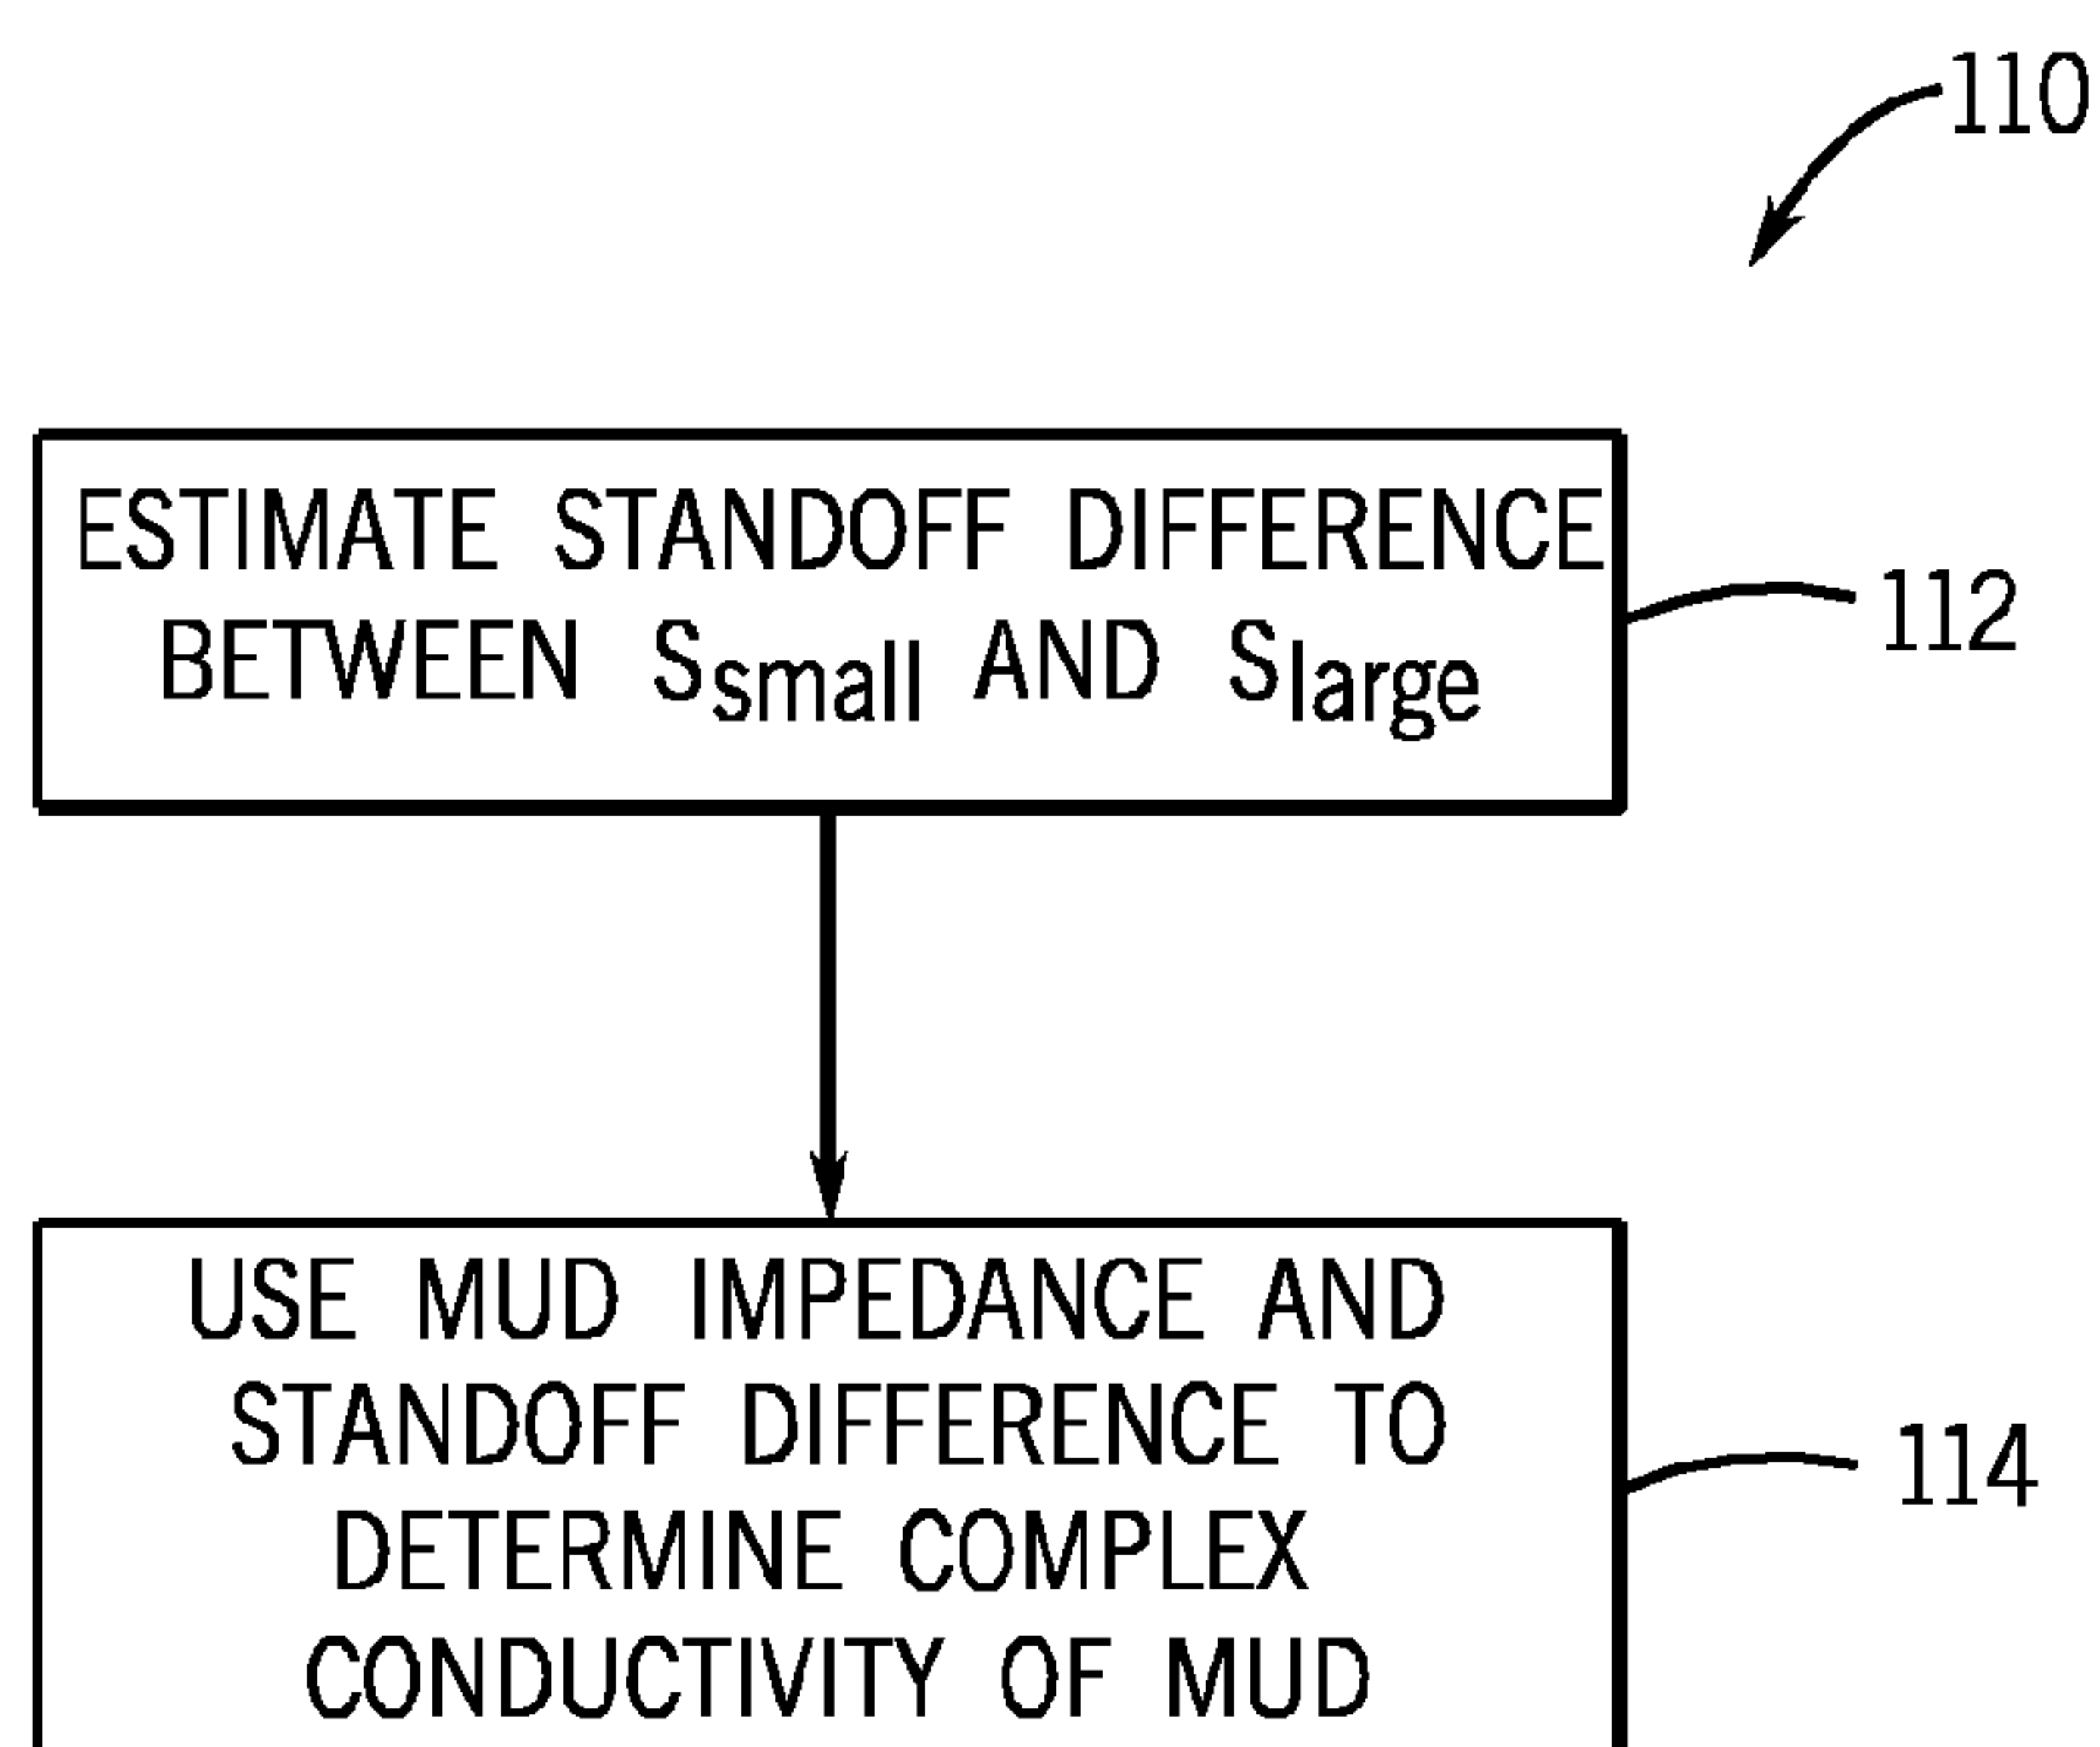 110
ESTIMATE STANDOFF DIFFERENCE
BETWEEN Ssmall AND Slarge
112
USE MUD IMPEDANCE AND
STANDOFF DIFFERENCE TO
DETERMINE COMPLEX
CONDUCTIVITY OF MUD
114